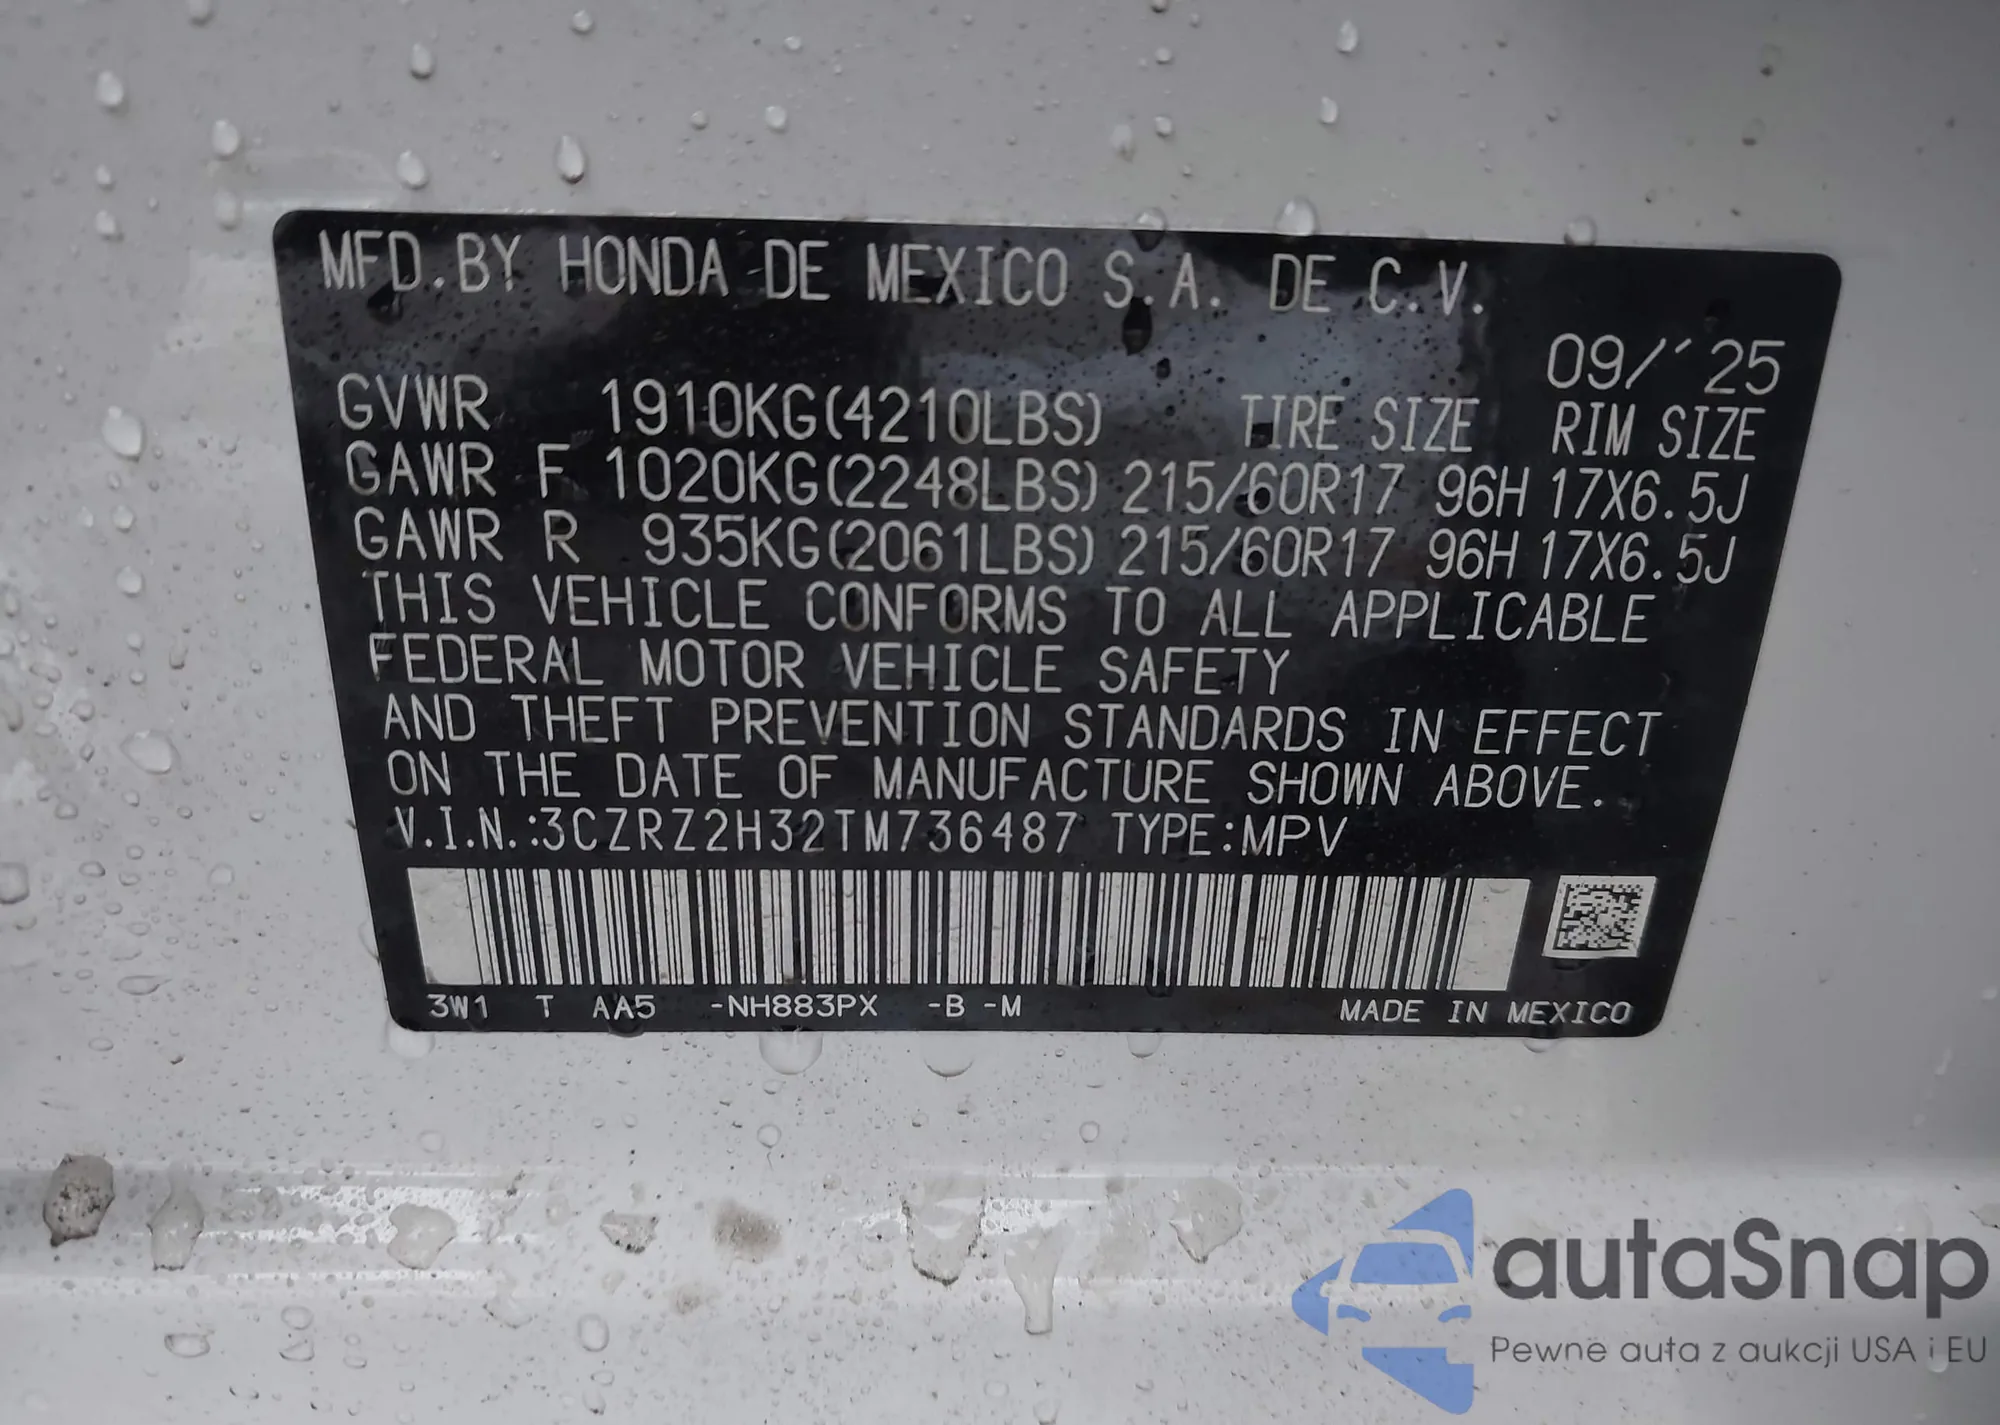 MFD.BY HONDA DE MEXICO S.A. DE C.V.
09/'25
GVWR 1910KG(4210LBS) TIRE SIZE RIM SIZE
GAWR F 1020KG(2248LBS) 215/60R17 96H 17X6.5J
GAWR R 935KG(2061LBS) 215/60R17 96H 17X6.5J
THIS VEHICLE CONFORMS TO ALL APPLICABLE
FEDERAL MOTOR VEHICLE SAFETY
AND THEFT PREVENTION STANDARDS IN EFFECT
ON THE DATE OF MANUFACTURE SHOWN ABOVE.
V.I.N.:3CZRZ2H32TM736487 TYPE:MPV
3W1 T AA5 -NH883PX -B -M MADE IN MEXICO
autaSnap
Pewne auta z aukcji USA i EU